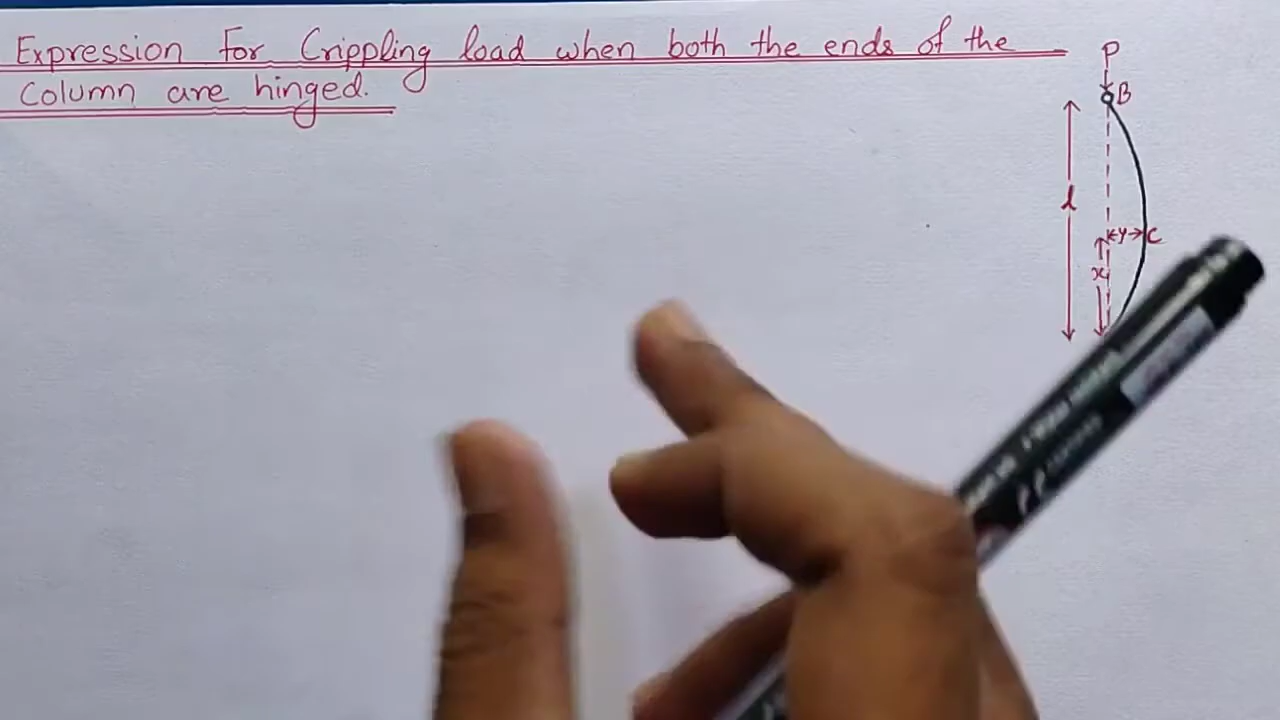 Expression for Crippling load when both the ends of the
Column are hinged.
P
B
l
y
C
x